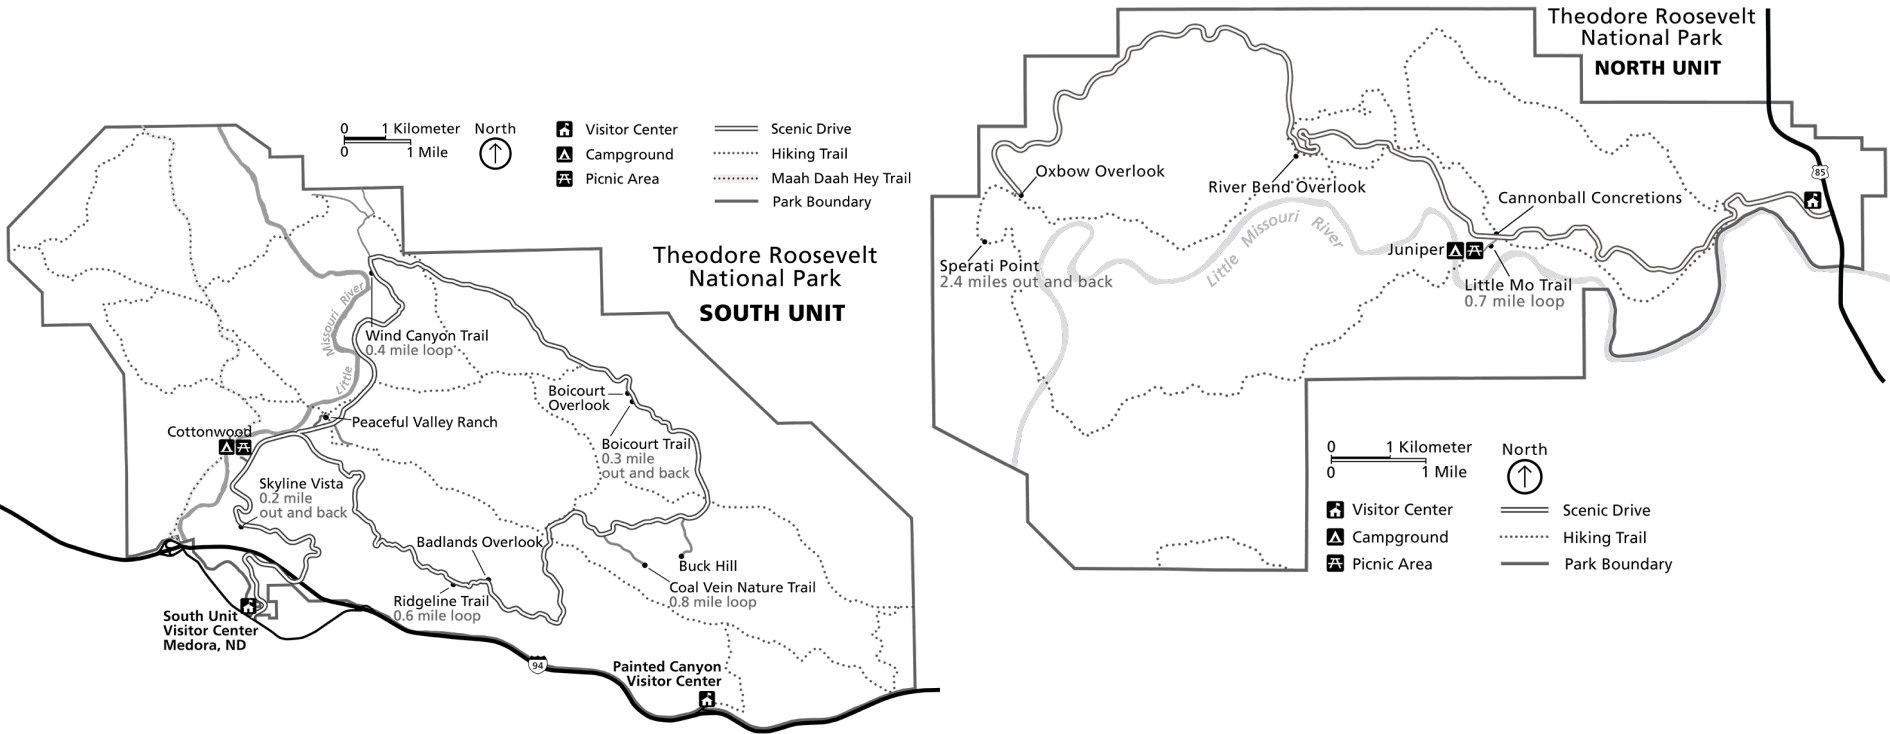 0 1 Kilometer
0 1 Mile
North
Visitor Center
Campground
Picnic Area
Scenic Drive
Hiking Trail
Maah Daah Hey Trail
Park Boundary
Theodore Roosevelt
National Park
SOUTH UNIT
Little Missouri River
Wind Canyon Trail
0.4 mile loop
Boicourt
Overlook
Boicourt Trail
0.3 mile
out and back
Peaceful Valley Ranch
Cottonwood
Skyline Vista
0.2 mile
out and back
Badlands Overlook
Ridgeline Trail
0.6 mile loop
Buck Hill
Coal Vein Nature Trail
0.8 mile loop
South Unit
Visitor Center
Medora, ND
94
Painted Canyon
Visitor Center
Theodore Roosevelt
National Park
NORTH UNIT
85
Oxbow Overlook
River Bend Overlook
Cannonball Concretions
Little Missouri River
Juniper
Sperati Point
2.4 miles out and back
Little Mo Trail
0.7 mile loop
0 1 Kilometer
0 1 Mile
North
Visitor Center
Campground
Picnic Area
Scenic Drive
Hiking Trail
Park Boundary